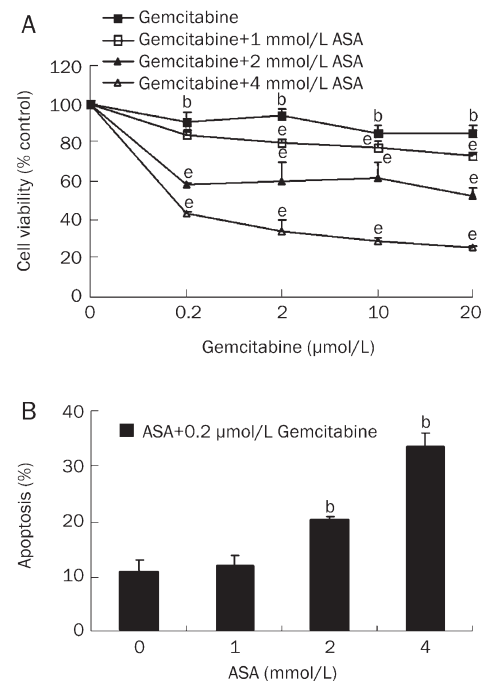 A
Gemcitabine
Gemcitabine+1 mmol/L ASA
Gemcitabine+2 mmol/L ASA
Gemcitabine+4 mmol/L ASA
120
100
80
60
40
20
0
Cell viability (% control)
b b b b
e e e e
e e e e
e e e e
0 0.2 2 10 20
Gemcitabine (μmol/L)
B
40
30
20
10
0
Apoptosis (%)
ASA+0.2 μmol/L Gemcitabine
b
b
0 1 2 4
ASA (mmol/L)